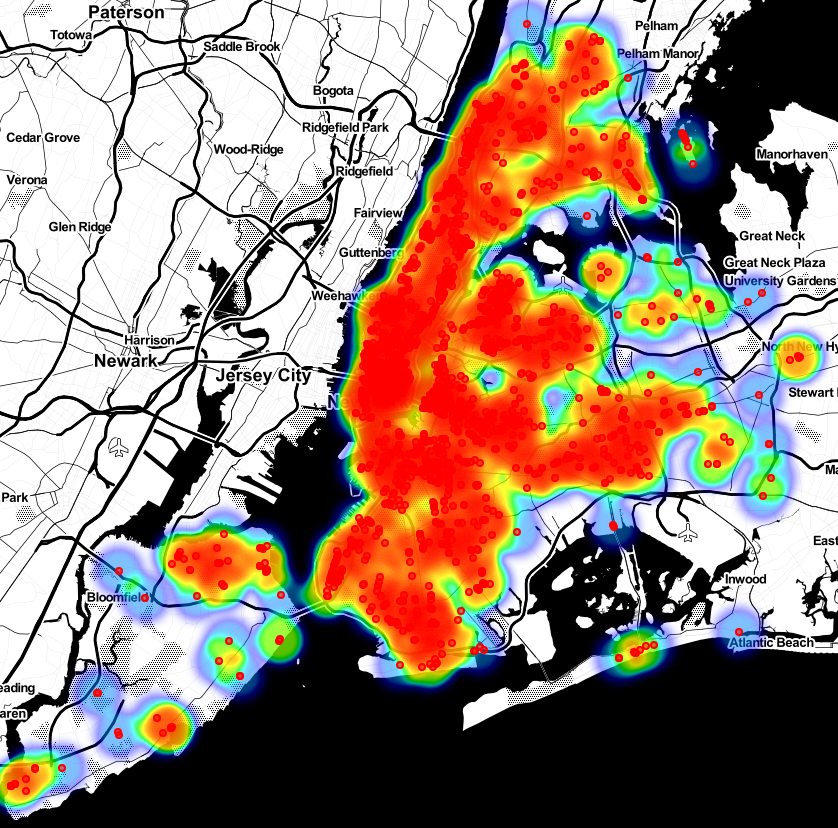 Paterson
Totowa
Saddle Brook
Pelham
Pelham Manor
Bogota
Ridgefield Park
Cedar Grove
Wood-Ridge
Manorhaven
Verona
Ridgefield
Fairview
Glen Ridge
Great Neck
Guttenberg
Great Neck Plaza
University Gardens
Weehawken
Harrison
North New Hy
Newark
Jersey City
Stewart
N
Ma
Park
East
Inwood
Bloomfield
Atlantic Beach
eading
aren